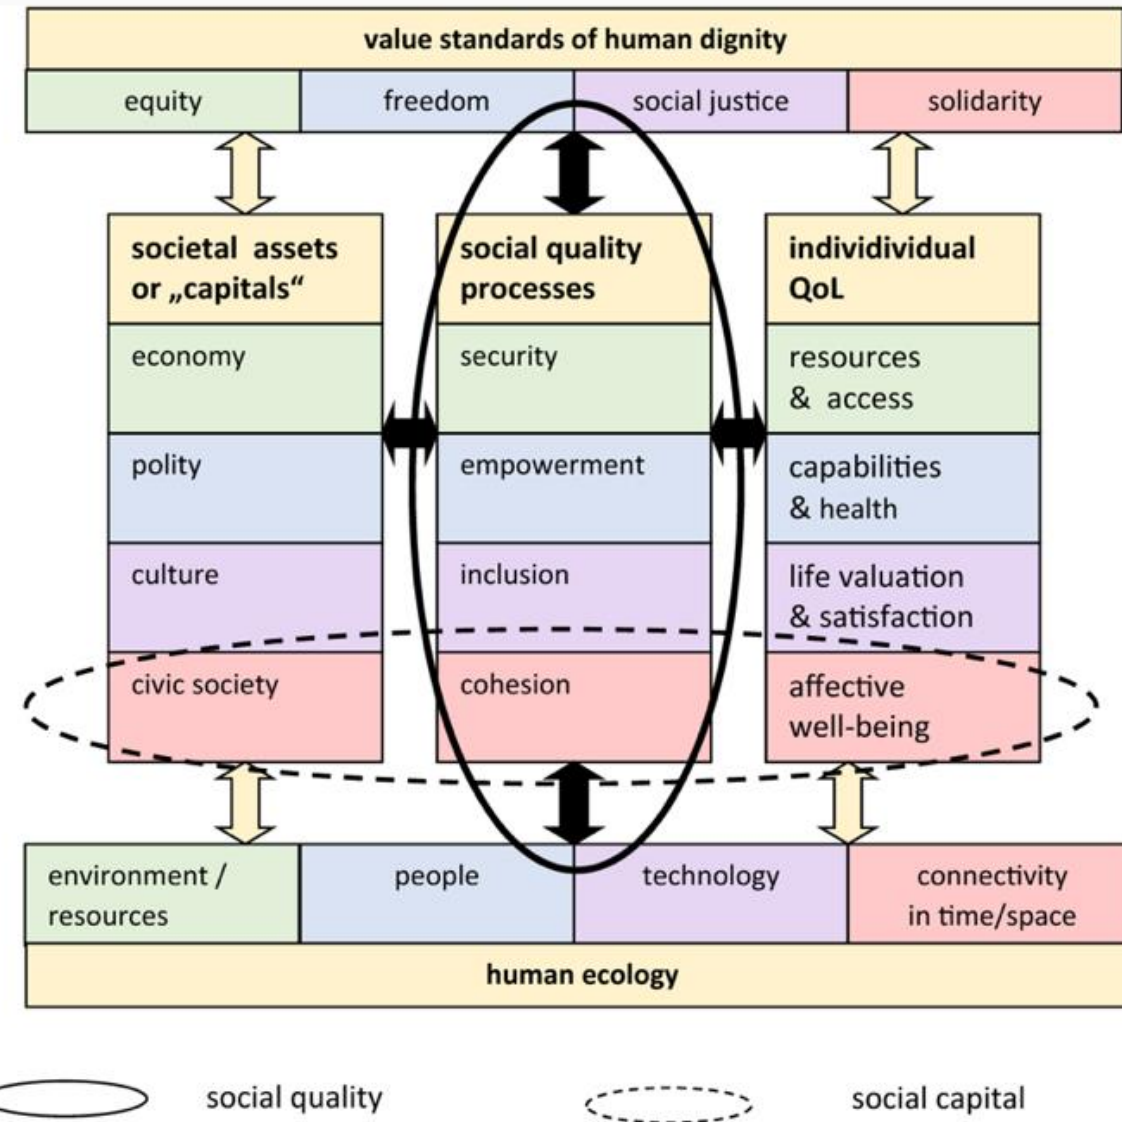 value standards of human dignity
equity freedom social justice solidarity
societal assets
or „capitals“
economy
polity
culture
civic society
social quality
processes
security
empowerment
inclusion
cohesion
individividual
QoL
resources
& access
capabilities
& health
life valuation
& satisfaction
affective
well-being
environment /
resources
people
technology
connectivity
in time/space
human ecology
social quality
social capital